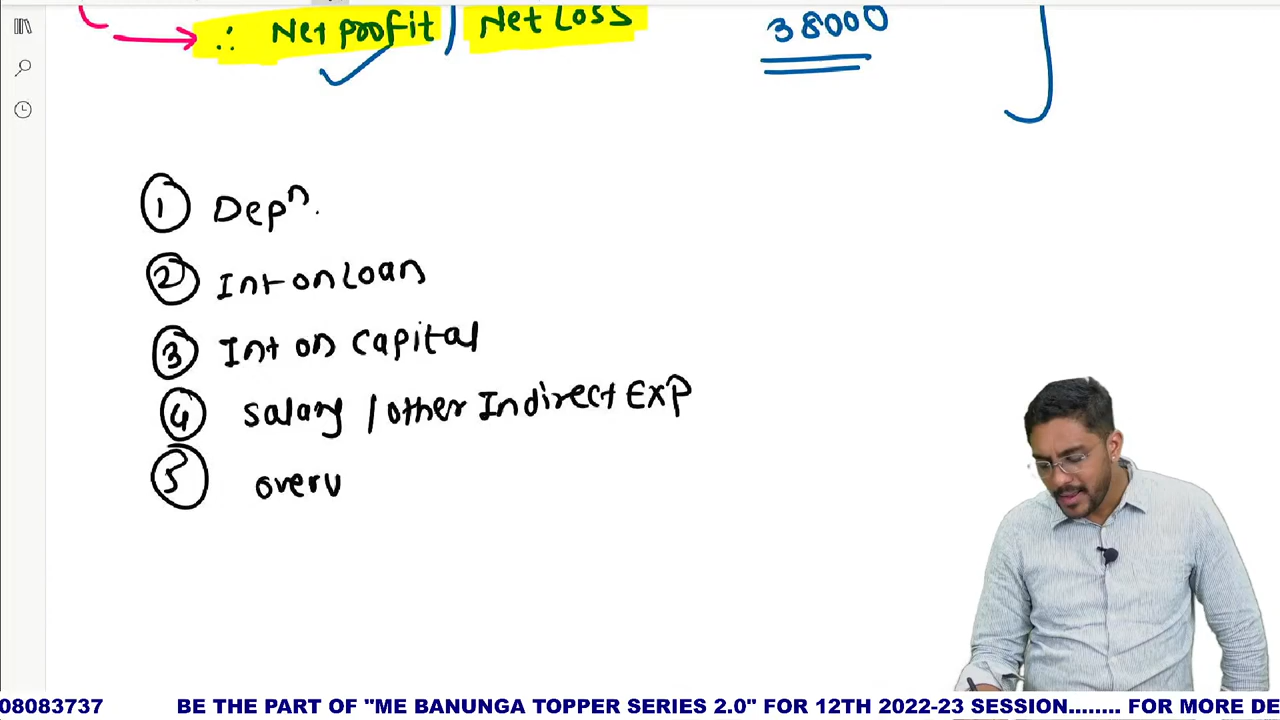 ∴ Net profit / Net Loss 38000
① Depⁿ.
② Int on Loan
③ Int on capital
④ salary / other Indirect Exp
⑤ overv
08083737 BE THE PART OF "ME BANUNGA TOPPER SERIES 2.0" FOR 12TH 2022-23 SESSION........ FOR MORE DE